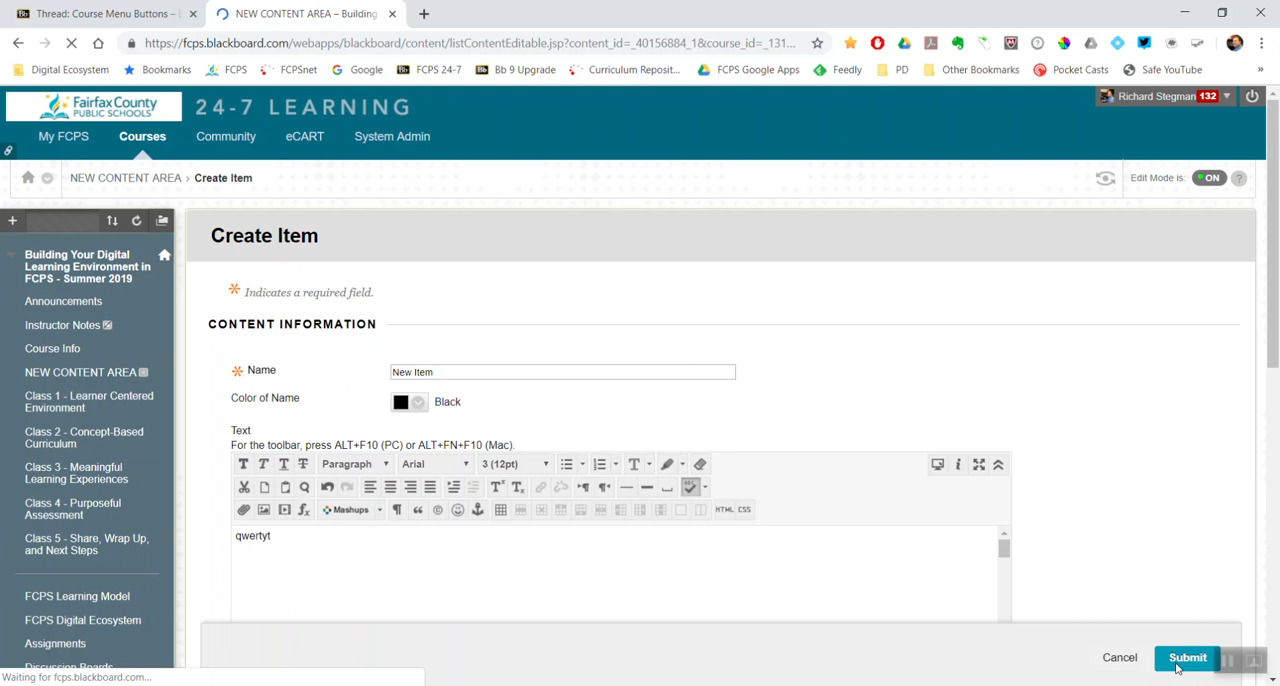 Thread: Course Menu Buttons –
NEW CONTENT AREA – Building
https://fcps.blackboard.com/webapps/blackboard/content/listContentEditable.jsp?content_id=_40156884_1&course_id=_131...
Digital Ecosystem Bookmarks FCPS FCPSnet Google Bb FCPS 24-7 Bb Bb 9 Upgrade Curriculum Reposit... FCPS Google Apps Feedly PD Other Bookmarks Pocket Casts Safe YouTube »
Fairfax County
PUBLIC SCHOOLS
24-7 LEARNING
Richard Stegman 132
My FCPS Courses Community eCART System Admin
NEW CONTENT AREA > Create Item
Edit Mode is: ON ?
Building Your Digital
Learning Environment in
FCPS - Summer 2019
Announcements
Instructor Notes
Course Info
NEW CONTENT AREA
Class 1 - Learner Centered
Environment
Class 2 - Concept-Based
Curriculum
Class 3 - Meaningful
Learning Experiences
Class 4 - Purposeful
Assessment
Class 5 - Share, Wrap Up,
and Next Steps
FCPS Learning Model
FCPS Digital Ecosystem
Assignments
Discussion Boards
Create Item
Indicates a required field.
CONTENT INFORMATION
Name New Item
Color of Name Black
Text
For the toolbar, press ALT+F10 (PC) or ALT+FN+F10 (Mac).
T T T T Paragraph Arial 3 (12pt) T
Mashups HTML CSS
qwertyt
Cancel Submit
Waiting for fcps.blackboard.com...